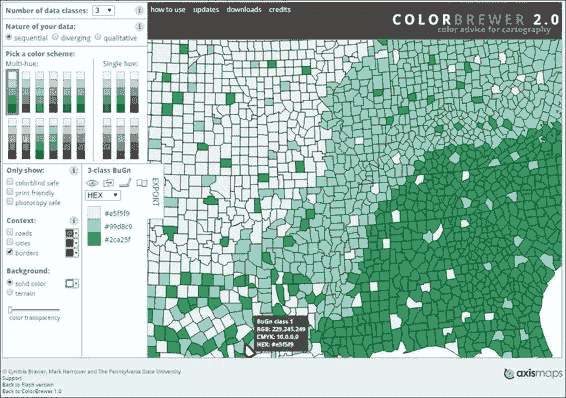 Number of data classes: 3
how to use updates downloads credits
COLORBREWER 2.0
color advice for cartography
Nature of your data:
sequential diverging qualitative
Pick a color scheme:
Multi-hue: Single hue:
Only show:
colorblind safe
print friendly
photocopy safe
3-class BuGn
EXPORT
HEX
#e5f5f9
#99d8c9
#2ca25f
Context:
roads
cities
borders
Background:
solid color
terrain
color transparency
BuGn class 1
RGB: 229,245,249
CMYK: 10,0,0,0
HEX: #e5f5f9
© Cynthia Brewer, Mark Harrower and The Pennsylvania State University
Support
Back to Flash version
Back to ColorBrewer 1.0
axismaps